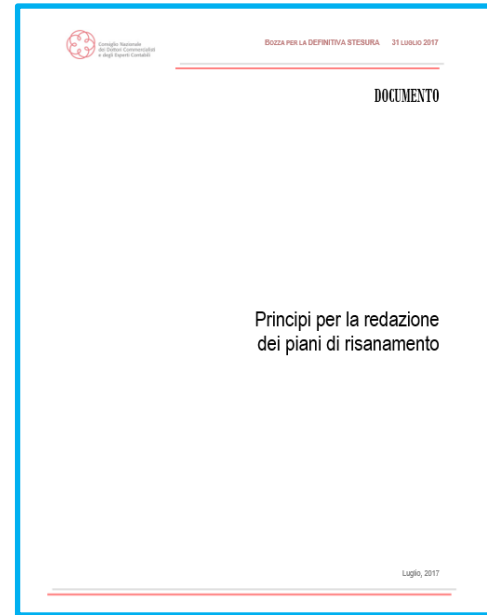 Consiglio Nazionale
dei Dottori Commercialisti
e degli Esperti Contabili
BOZZA PER LA DEFINITIVA STESURA 31 LUGLIO 2017
DOCUMENTO
Principi per la redazione
dei piani di risanamento
Luglio, 2017